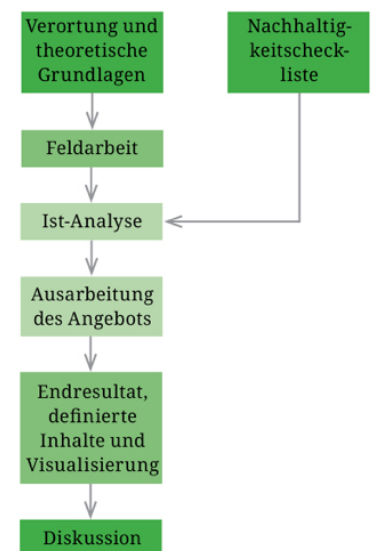 Verortung und
theoretische
Grundlagen
Nachhaltig-
keitscheck-
liste
Feldarbeit
Ist-Analyse
Ausarbeitung
des Angebots
Endresultat,
definierte
Inhalte und
Visualisierung
Diskussion